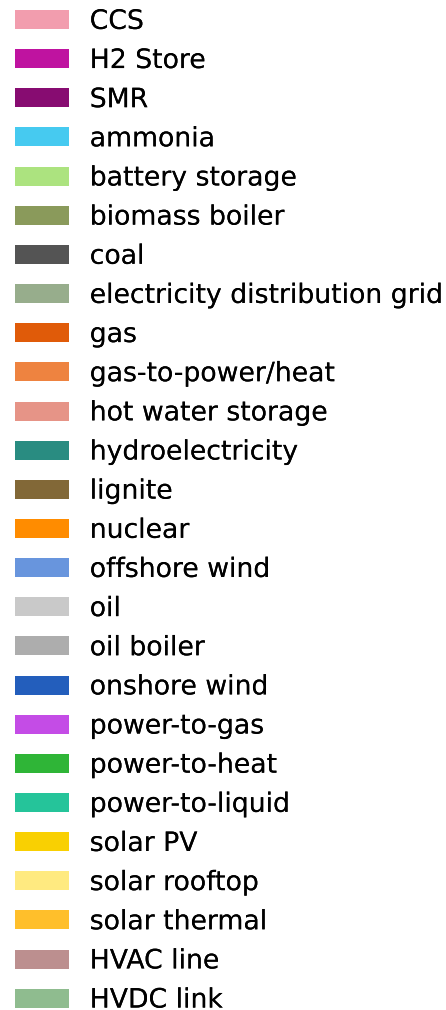 CCS
H2 Store
SMR
ammonia
battery storage
biomass boiler
coal
electricity distribution grid
gas
gas-to-power/heat
hot water storage
hydroelectricity
lignite
nuclear
offshore wind
oil
oil boiler
onshore wind
power-to-gas
power-to-heat
power-to-liquid
solar PV
solar rooftop
solar thermal
HVAC line
HVDC link